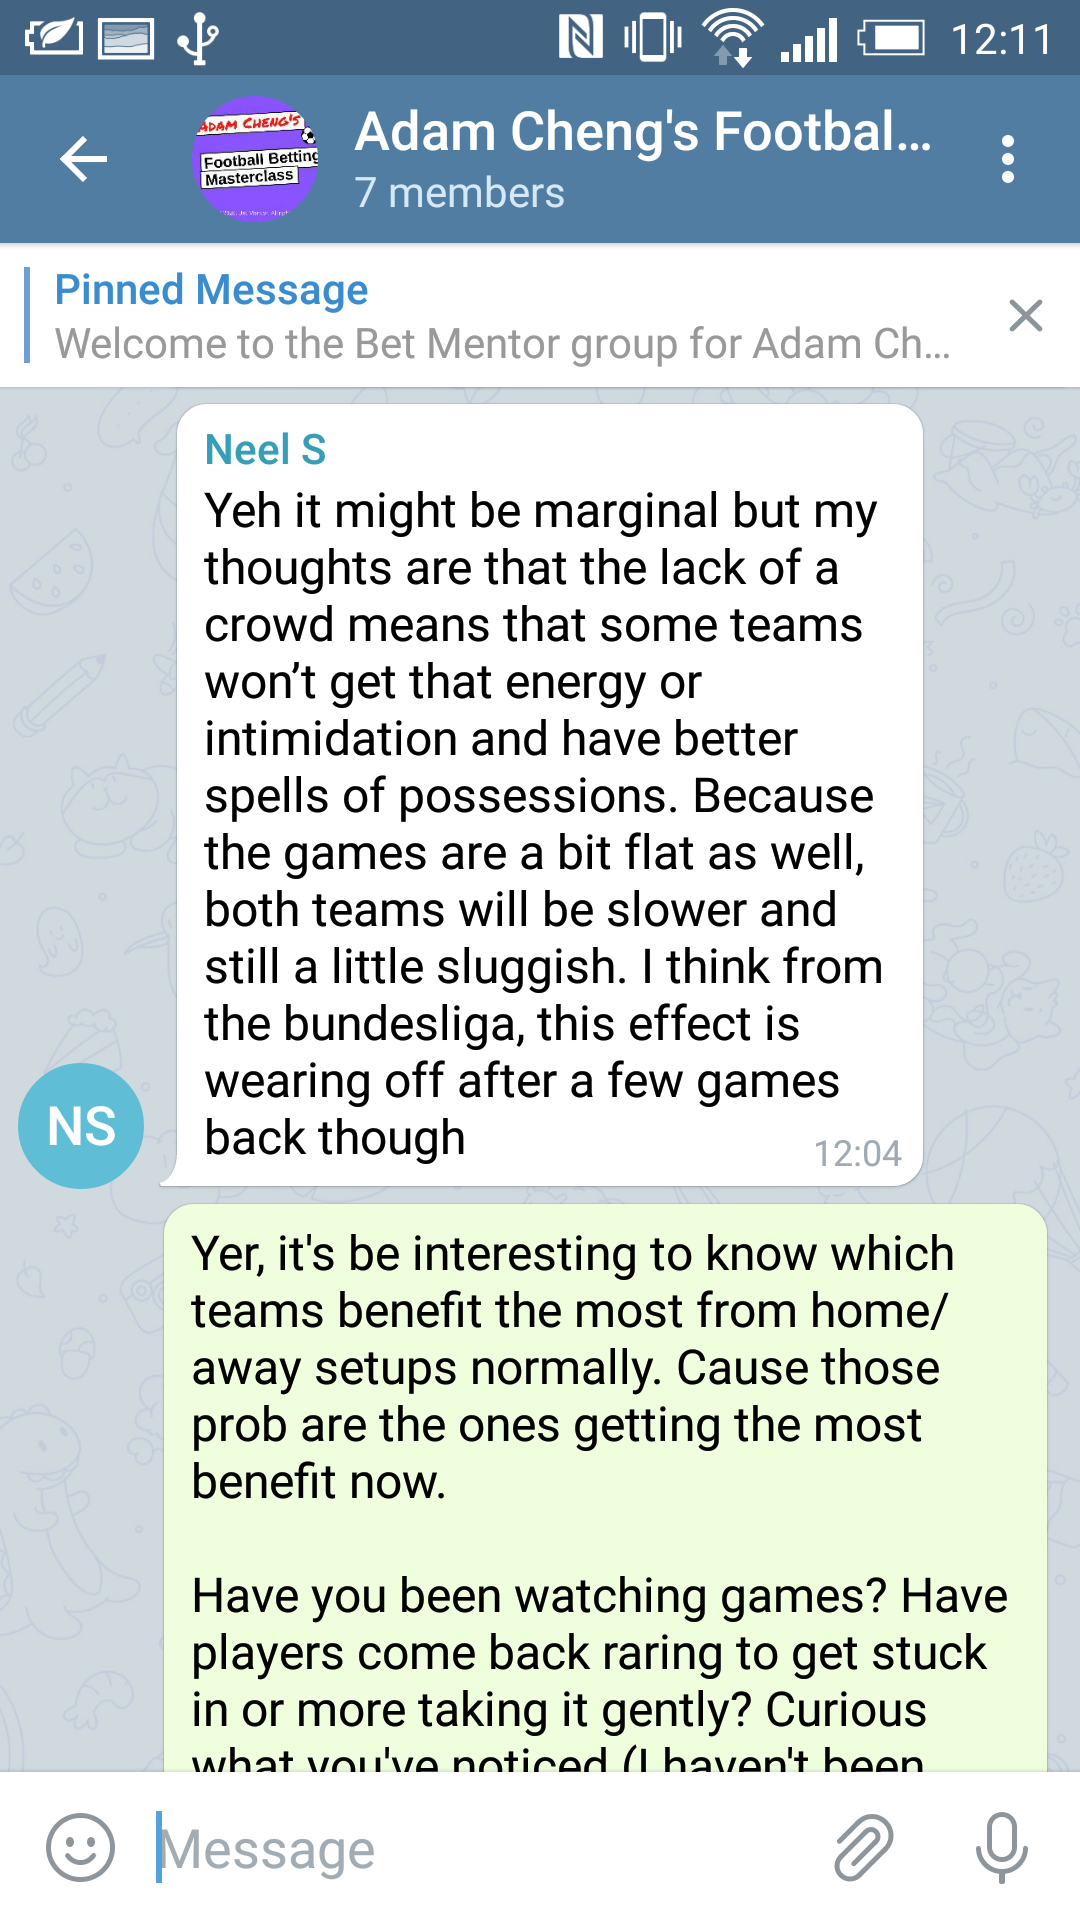 12:11
ADAM CHENG'S
Football Betting
Masterclass
Adam Cheng's Footbal...
7 members
Pinned Message
Welcome to the Bet Mentor group for Adam Ch...
Neel S
Yeh it might be marginal but my
thoughts are that the lack of a
crowd means that some teams
won’t get that energy or
intimidation and have better
spells of possessions. Because
the games are a bit flat as well,
both teams will be slower and
still a little sluggish. I think from
the bundesliga, this effect is
wearing off after a few games
back though
12:04
NS
Yer, it's be interesting to know which
teams benefit the most from home/
away setups normally. Cause those
prob are the ones getting the most
benefit now.
Have you been watching games? Have
players come back raring to get stuck
in or more taking it gently? Curious
what you've noticed (I haven't been
Message